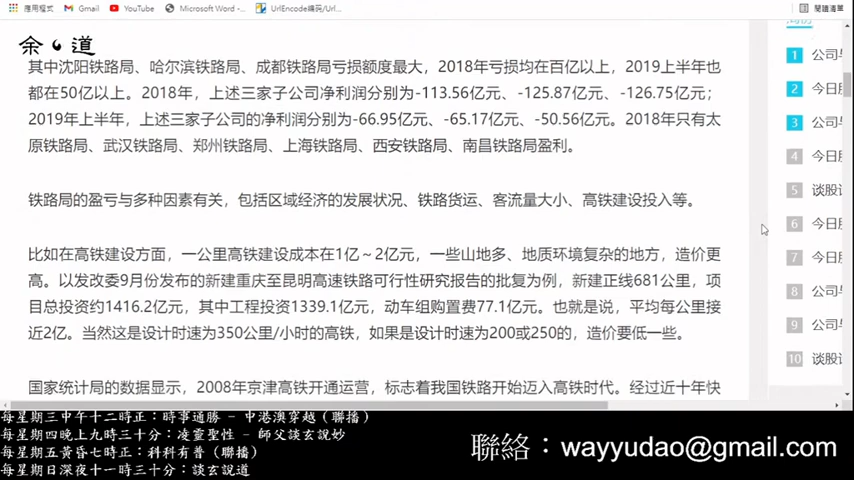 應用程式 Gmail YouTube Microsoft Word -... UrlEncode编码/Url... 閱讀清單
余 道
其中沈阳铁路局、哈尔滨铁路局、成都铁路局亏损额度最大，2018年亏损均在百亿以上，2019上半年也
都在50亿以上。2018年，上述三家子公司净利润分别为-113.56亿元、-125.87亿元、-126.75亿元；
2019年上半年，上述三家子公司的净利润分别为-66.95亿元、-65.17亿元、-50.56亿元。2018年只有太
原铁路局、武汉铁路局、郑州铁路局、上海铁路局、西安铁路局、南昌铁路局盈利。
铁路局的盈亏与多种因素有关，包括区域经济的发展状况、铁路货运、客流量大小、高铁建设投入等。
比如在高铁建设方面，一公里高铁建设成本在1亿～2亿元，一些山地多、地质环境复杂的地方，造价更
高。以发改委9月份发布的新建重庆至昆明高速铁路可行性研究报告的批复为例，新建正线681公里，项
目总投资约1416.2亿元，其中工程投资1339.1亿元，动车组购置费77.1亿元。也就是说，平均每公里接
近2亿。当然这是设计时速为350公里/小时的高铁，如果是设计时速为200或250的，造价要低一些。
国家统计局的数据显示，2008年京津高铁开通运营，标志着我国铁路开始迈入高铁时代。经过近十年快
1 公司
2 今日
3 公司
4 今日
5 谈股
6 今日
7 今日
8 公司
9 公司
10 谈股
每星期三中午十二時正：時事通勝 - 中港澳穿越（聯播）
每星期四晚上九時三十分：凌靈聖性 - 師父談玄說妙
每星期五黃昏七時正：科科有普（聯播）
每星期日深夜十一時三十分：談玄說道
聯絡：wayyudao@gmail.com